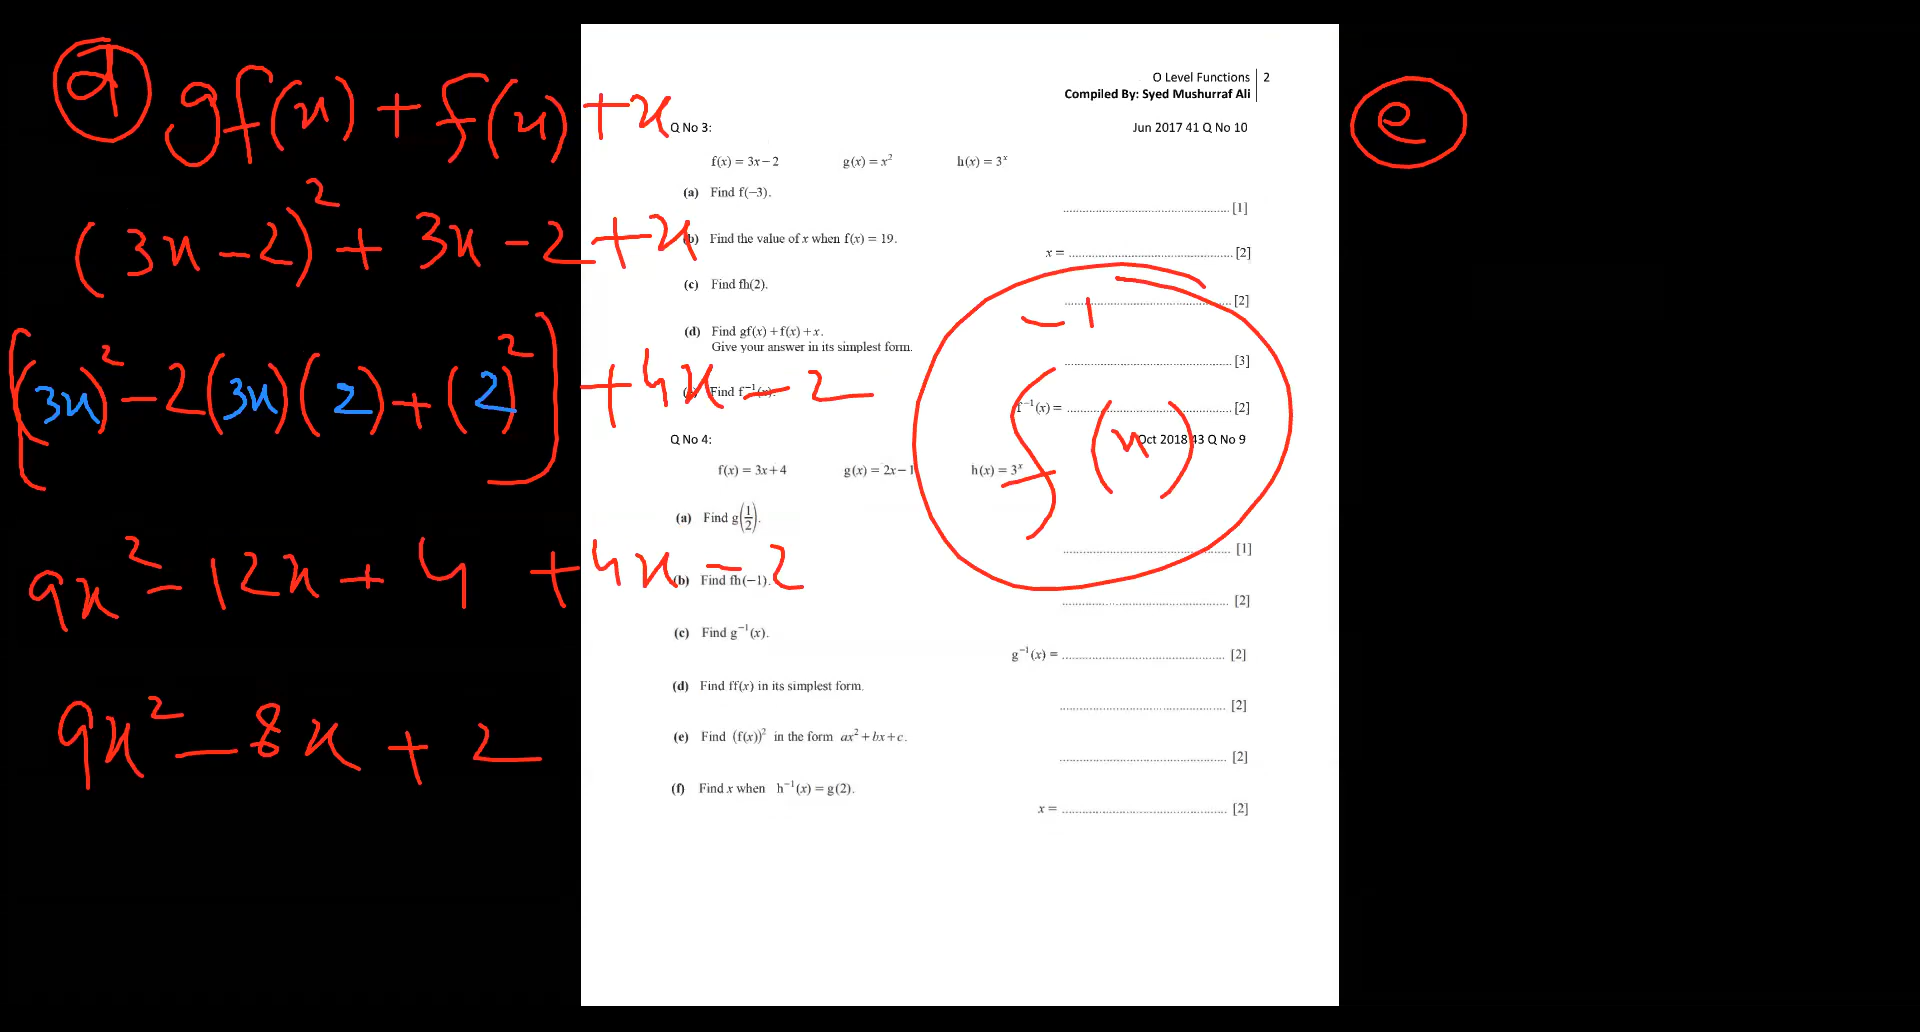 d
gf(x) + f(x) + x
(3x - 2)² + 3x - 2 + x
[(3x)² - 2(3x)(2) + (2)²] + 4x - 2
9x² - 12x + 4 + 4x - 2
9x² - 8x + 2
O Level Functions | 2
Compiled By: Syed Mushurraf Ali
Q No 3: Jun 2017 41 Q No 10
f(x) = 3x – 2 g(x) = x² h(x) = 3ˣ
(a) Find f(–3).
[1]
(b) Find the value of x when f(x) = 19.
x = [2]
(c) Find fh(2).
[2]
(d) Find gf(x) + f(x) + x.
Give your answer in its simplest form.
[3]
Find f⁻¹(x).
f⁻¹(x) = [2]
Q No 4: Oct 2018 43 Q No 9
f(x) = 3x + 4 g(x) = 2x – 1 h(x) = 3ˣ
(a) Find g(1/2).
[1]
(b) Find fh(–1).
[2]
(c) Find g⁻¹(x).
g⁻¹(x) = [2]
(d) Find ff(x) in its simplest form.
[2]
(e) Find (f(x))² in the form ax² + bx + c.
[2]
(f) Find x when h⁻¹(x) = g(2).
x = [2]
f⁻¹(x)
e